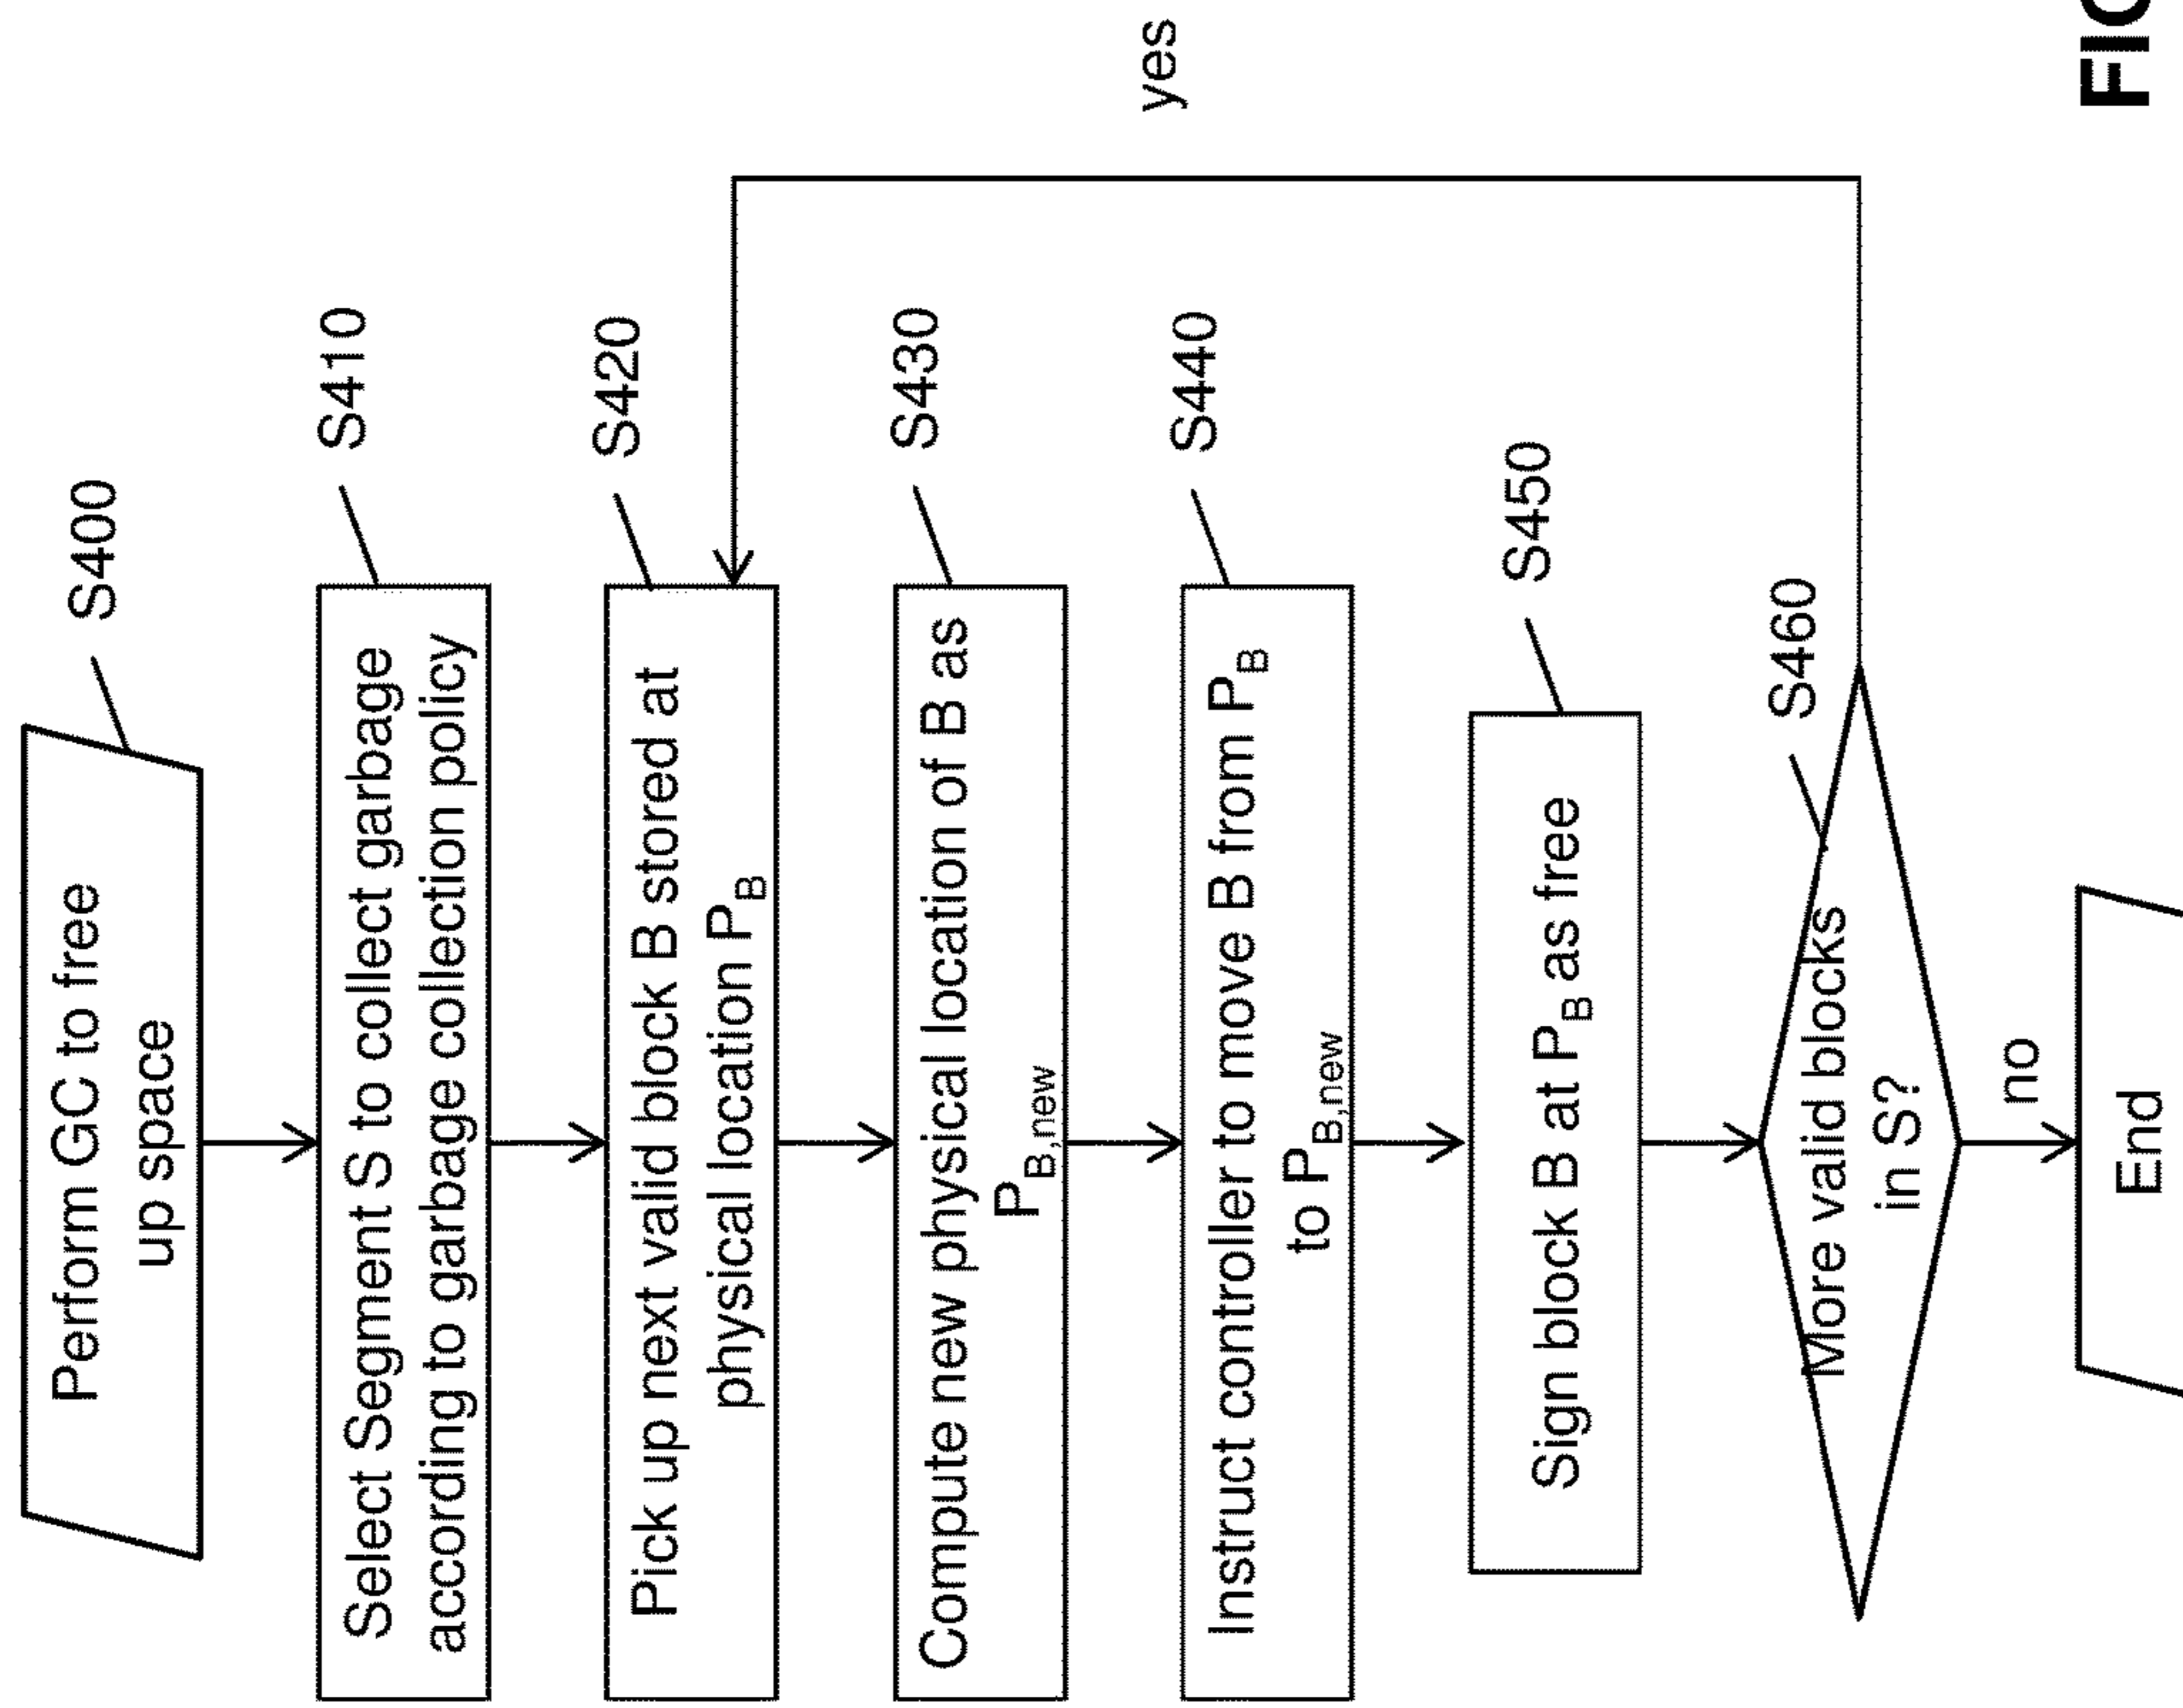 Perform GC to free
up space
S400
Select Segment S to collect garbage
according to garbage collection policy
S410
Pick up next valid block B stored at
physical location P_B
S420
Compute new physical location of B as
P_B,new
S430
Instruct controller to move B from P_B
to P_B,new
S440
Sign block B at P_B as free
S450
More valid blocks
in S?
S460
yes
no
End